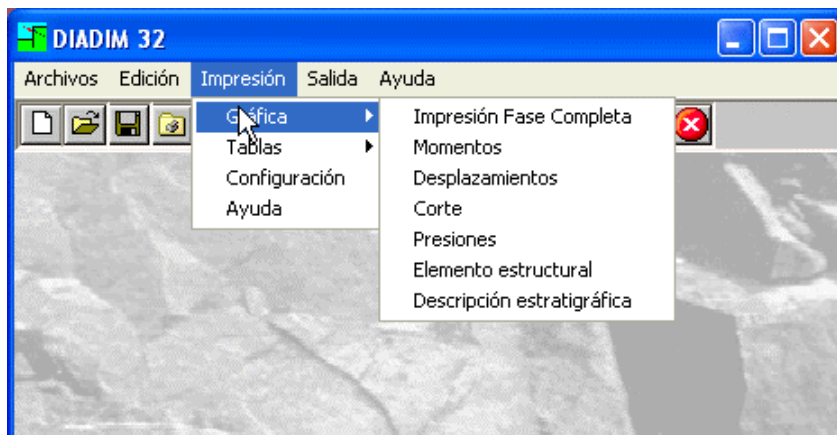 DIADIM 32
Archivos Edición Impresión Salida Ayuda
Gráfica
Tablas
Configuración
Ayuda
Impresión Fase Completa
Momentos
Desplazamientos
Corte
Presiones
Elemento estructural
Descripción estratigráfica